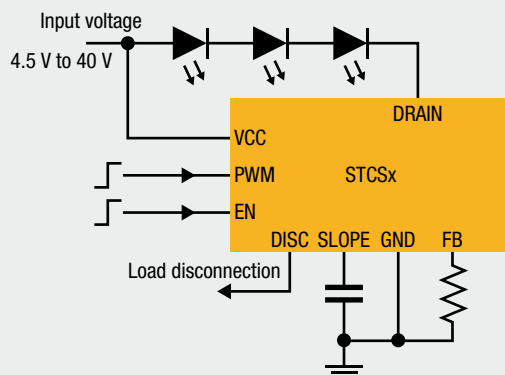 Input voltage
4.5 V to 40 V
DRAIN
VCC
PWM
STCSx
EN
DISC SLOPE GND FB
Load disconnection